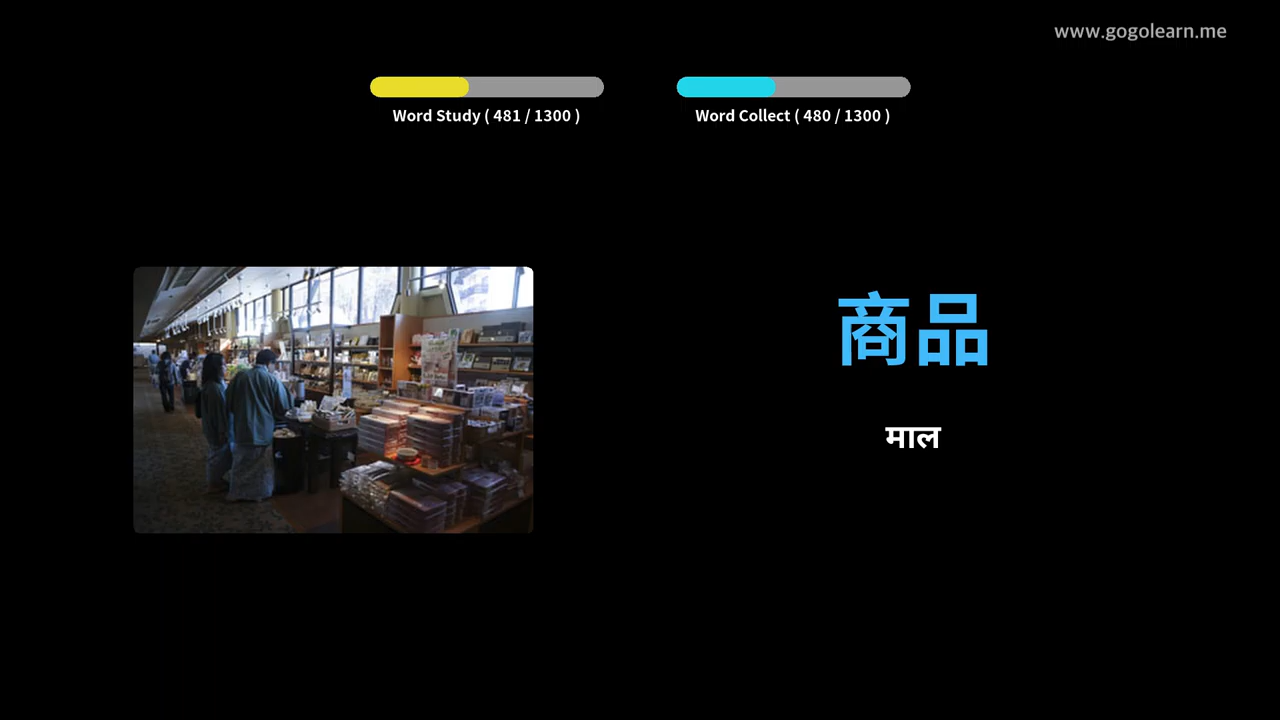 www.gogolearn.me
Word Study ( 481 / 1300 )
Word Collect ( 480 / 1300 )
商品
माल